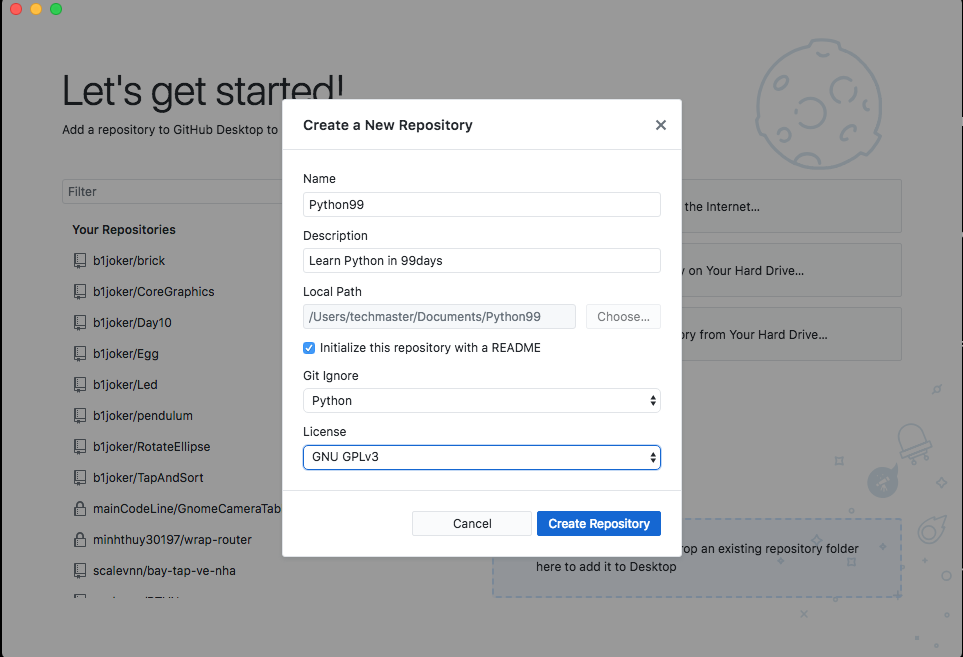 Let's get started!
Add a repository to GitHub Desktop to
Filter
Your Repositories
b1joker/brick
b1joker/CoreGraphics
b1joker/Day10
b1joker/Egg
b1joker/Led
b1joker/pendulum
b1joker/RotateEllipse
b1joker/TapAndSort
mainCodeLine/GnomeCameraTab
minhthuy30197/wrap-router
scalevnn/bay-tap-ve-nha
Create a New Repository
Name
Python99
Description
Learn Python in 99days
Local Path
/Users/techmaster/Documents/Python99
Choose...
Initialize this repository with a README
Git Ignore
Python
License
GNU GPLv3
Cancel
Create Repository
the Internet...
on Your Hard Drive...
from Your Hard Drive...
an existing repository folder
here to add it to Desktop